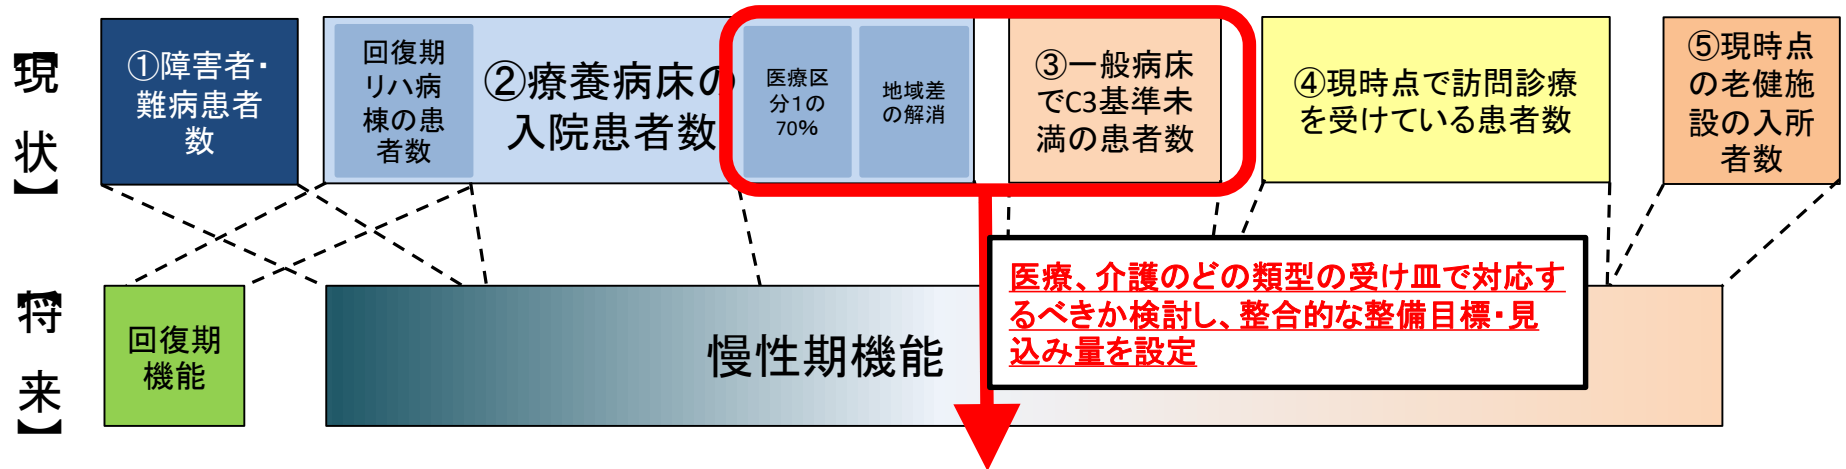 【現状】
①障害者・
難病患者
数
回復期
リハ病
棟の患
者数
②療養病床の
入院患者数
医療区
分1の
70%
地域差
の解消
③一般病床
でC3基準未
満の患者数
④現時点で訪問診療
を受けている患者数
⑤現時点
の老健施
設の入所
者数
【将来】
回復期
機能
慢性期機能
医療、介護のどの類型の受け皿で対応す
るべきか検討し、整合的な整備目標・見
込み量を設定